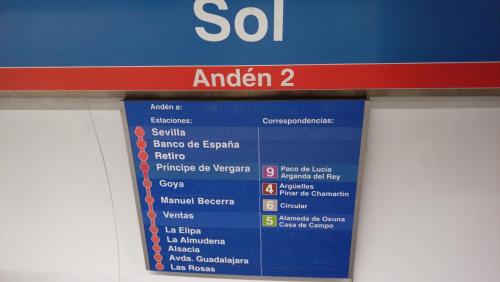 Sol
Andén 2
Andén a:
Estaciones: Correspondencias:
Sevilla
Banco de España
Retiro
Principe de Vergara 9 Paco de Lucía
Arganda del Rey
Goya 4 Argüelles
Pinar de Chamartín
Manuel Becerra 6 Circular
Ventas 5 Alameda de Osuna
Casa de Campo
La Elipa
La Almudena
Alsacia
Avda. Guadalajara
Las Rosas